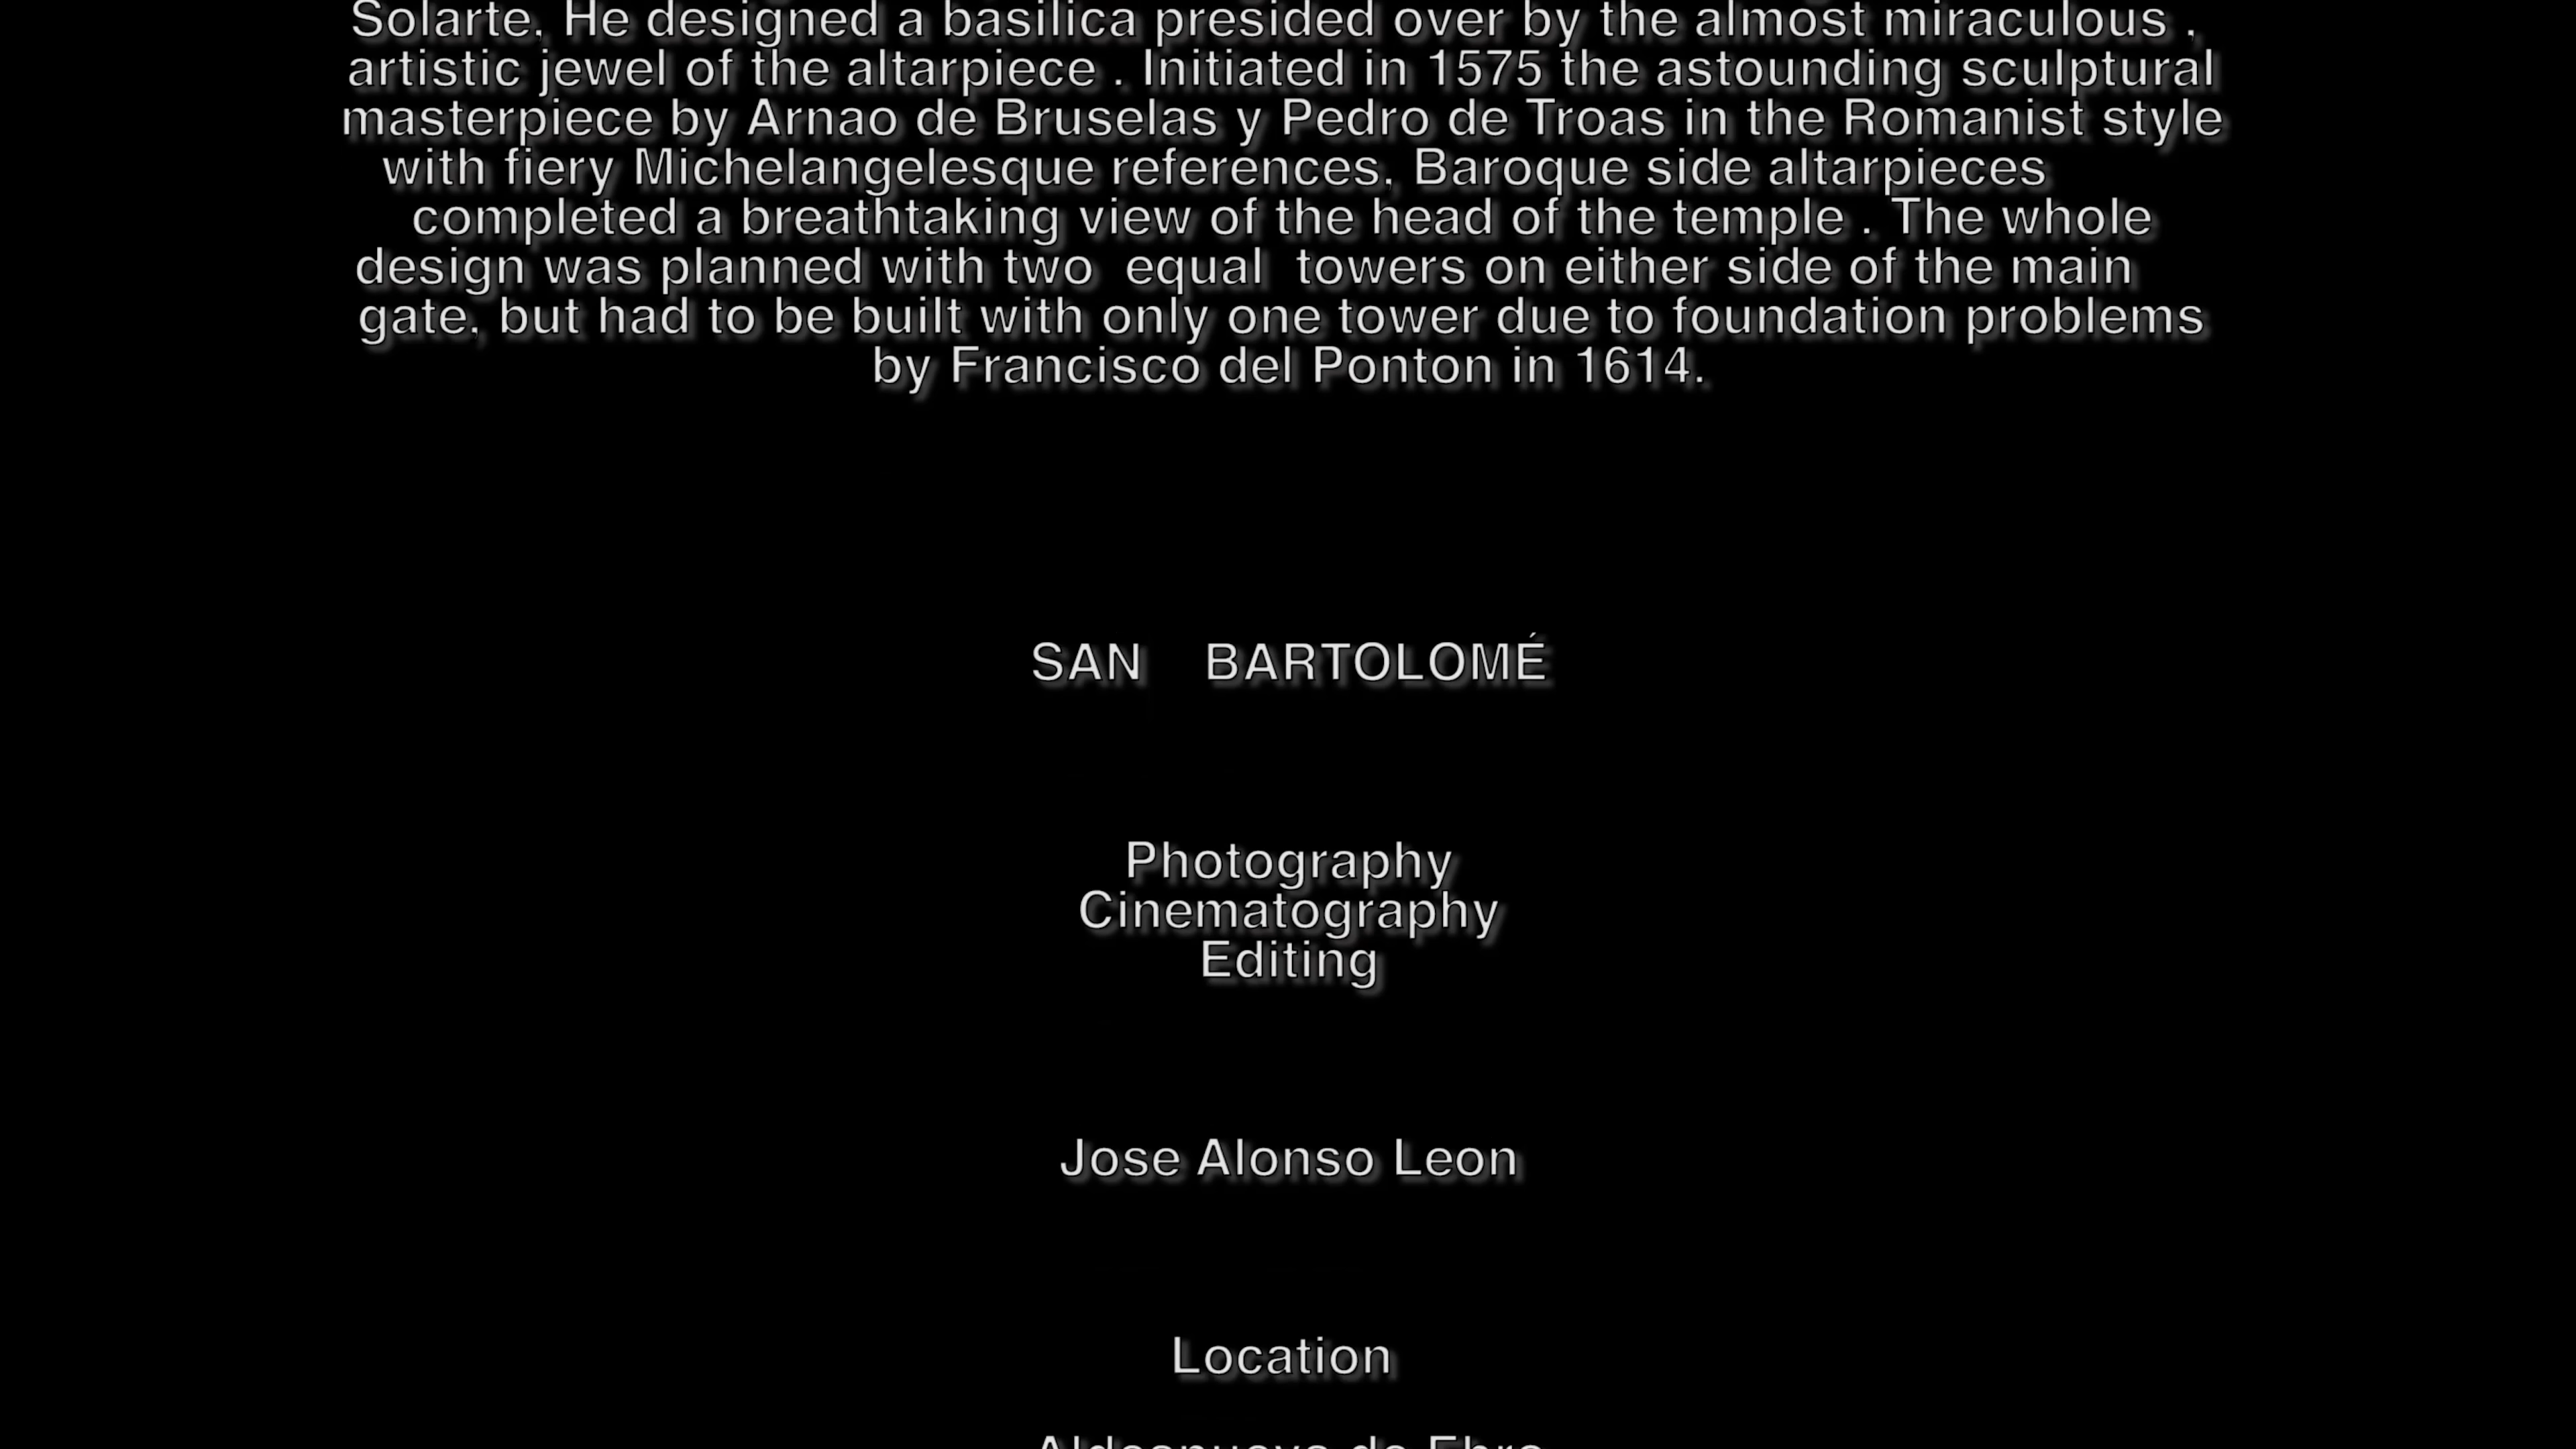 Solarte. He designed a basilica presided over by the almost miraculous .
artistic jewel of the altarpiece . Initiated in 1575 the astounding sculptural
masterpiece by Arnao de Bruselas y Pedro de Troas in the Romanist style
with fiery Michelangelesque references. Baroque side altarpieces
completed a breathtaking view of the head of the temple . The whole
design was planned with two equal towers on either side of the main
gate. but had to be built with only one tower due to foundation problems
by Francisco del Ponton in 1614.
SAN BARTOLOMÉ
Photography
Cinematography
Editing
Jose Alonso Leon
Location
Aldeanueva de Ebro